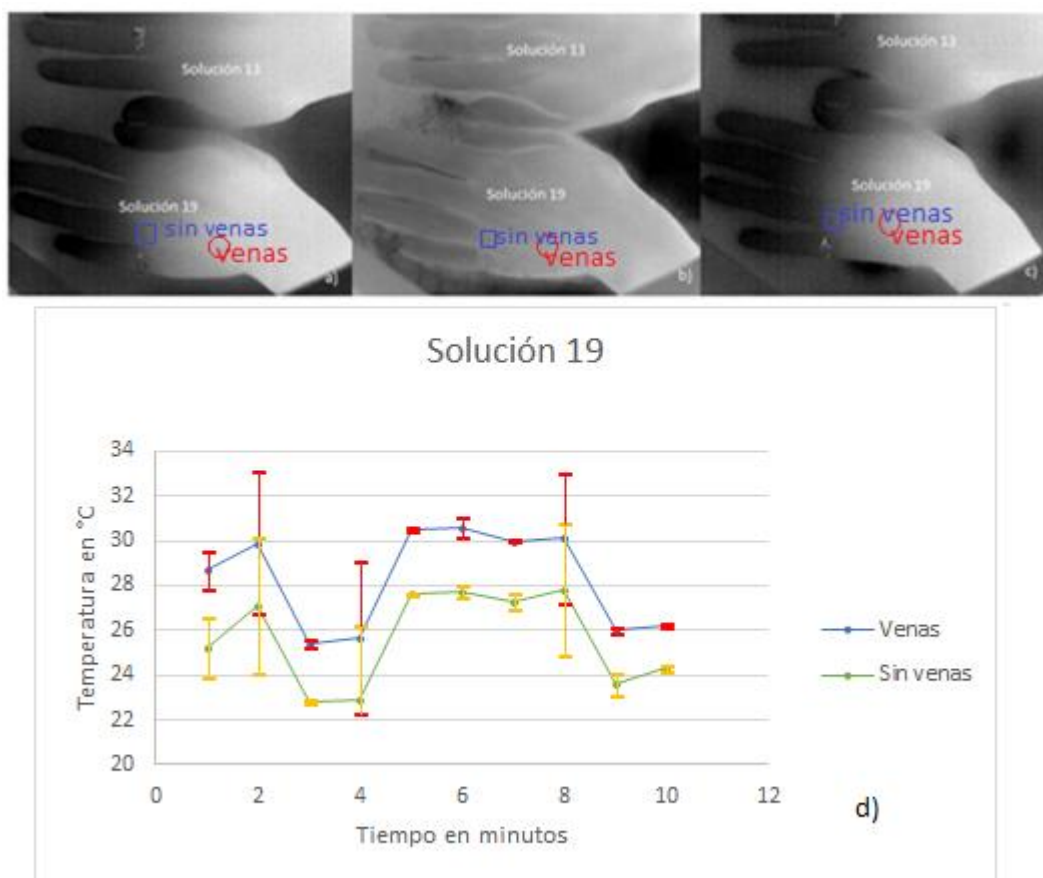 Solución 13
Solución 19
sin venas
venas
a)
Solución 13
Solución 19
sin venas
venas
b)
Solución 13
Solución 19
sin venas
venas
c)
Solución 19
Temperatura en °C
34
32
30
28
26
24
22
20
0 2 4 6 8 10 12
Tiempo en minutos
Venas
Sin venas
d)